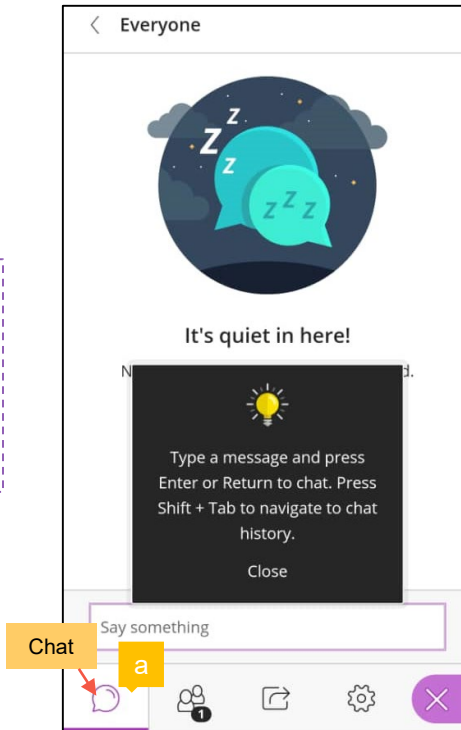 Everyone
Z
Z
Z
Z Z Z
It's quiet in here!
N d.
Type a message and press
Enter or Return to chat. Press
Shift + Tab to navigate to chat
history.
Close
Say something
Chat
a
1